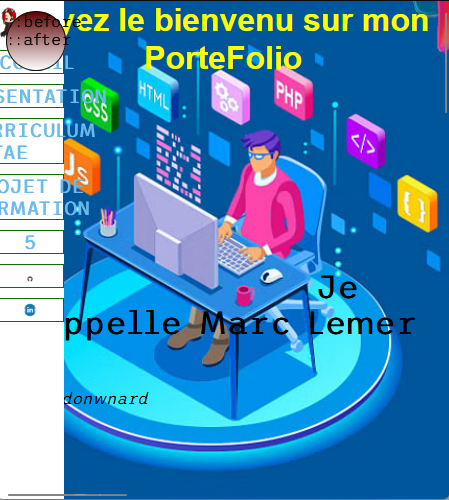 vez le bienvenu sur mon
PorteFolio
::before
::after
SENTATION
RRICULUM
TAE
OJET DE
RMATION
5
CSS
HTML
PHP
JS
</>
{ }
Je
ppelle Marc Lemer
donwnard
in